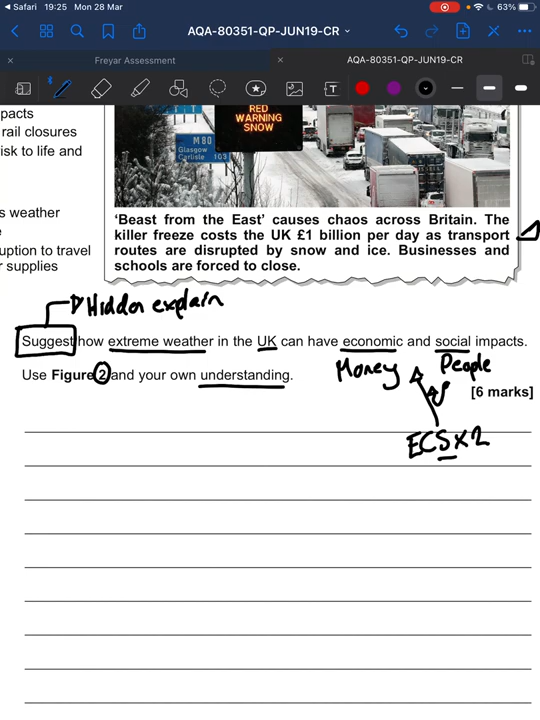 Safari 19:25 Mon 28 Mar 63%
AQA-80351-QP-JUN19-CR
Freyar Assessment
AQA-80351-QP-JUN19-CR
pacts
rail closures
isk to life and
s weather
e
uption to travel
r supplies
RED
WARNING
SNOW
M80
Glasgow
Carlisle 103
'Beast from the East' causes chaos across Britain. The
killer freeze costs the UK £1 billion per day as transport
routes are disrupted by snow and ice. Businesses and
schools are forced to close.
Hidden explain
Suggest how extreme weather in the UK can have economic and social impacts.
Money People
Use Figure 2 and your own understanding.
[6 marks]
ECS x 2